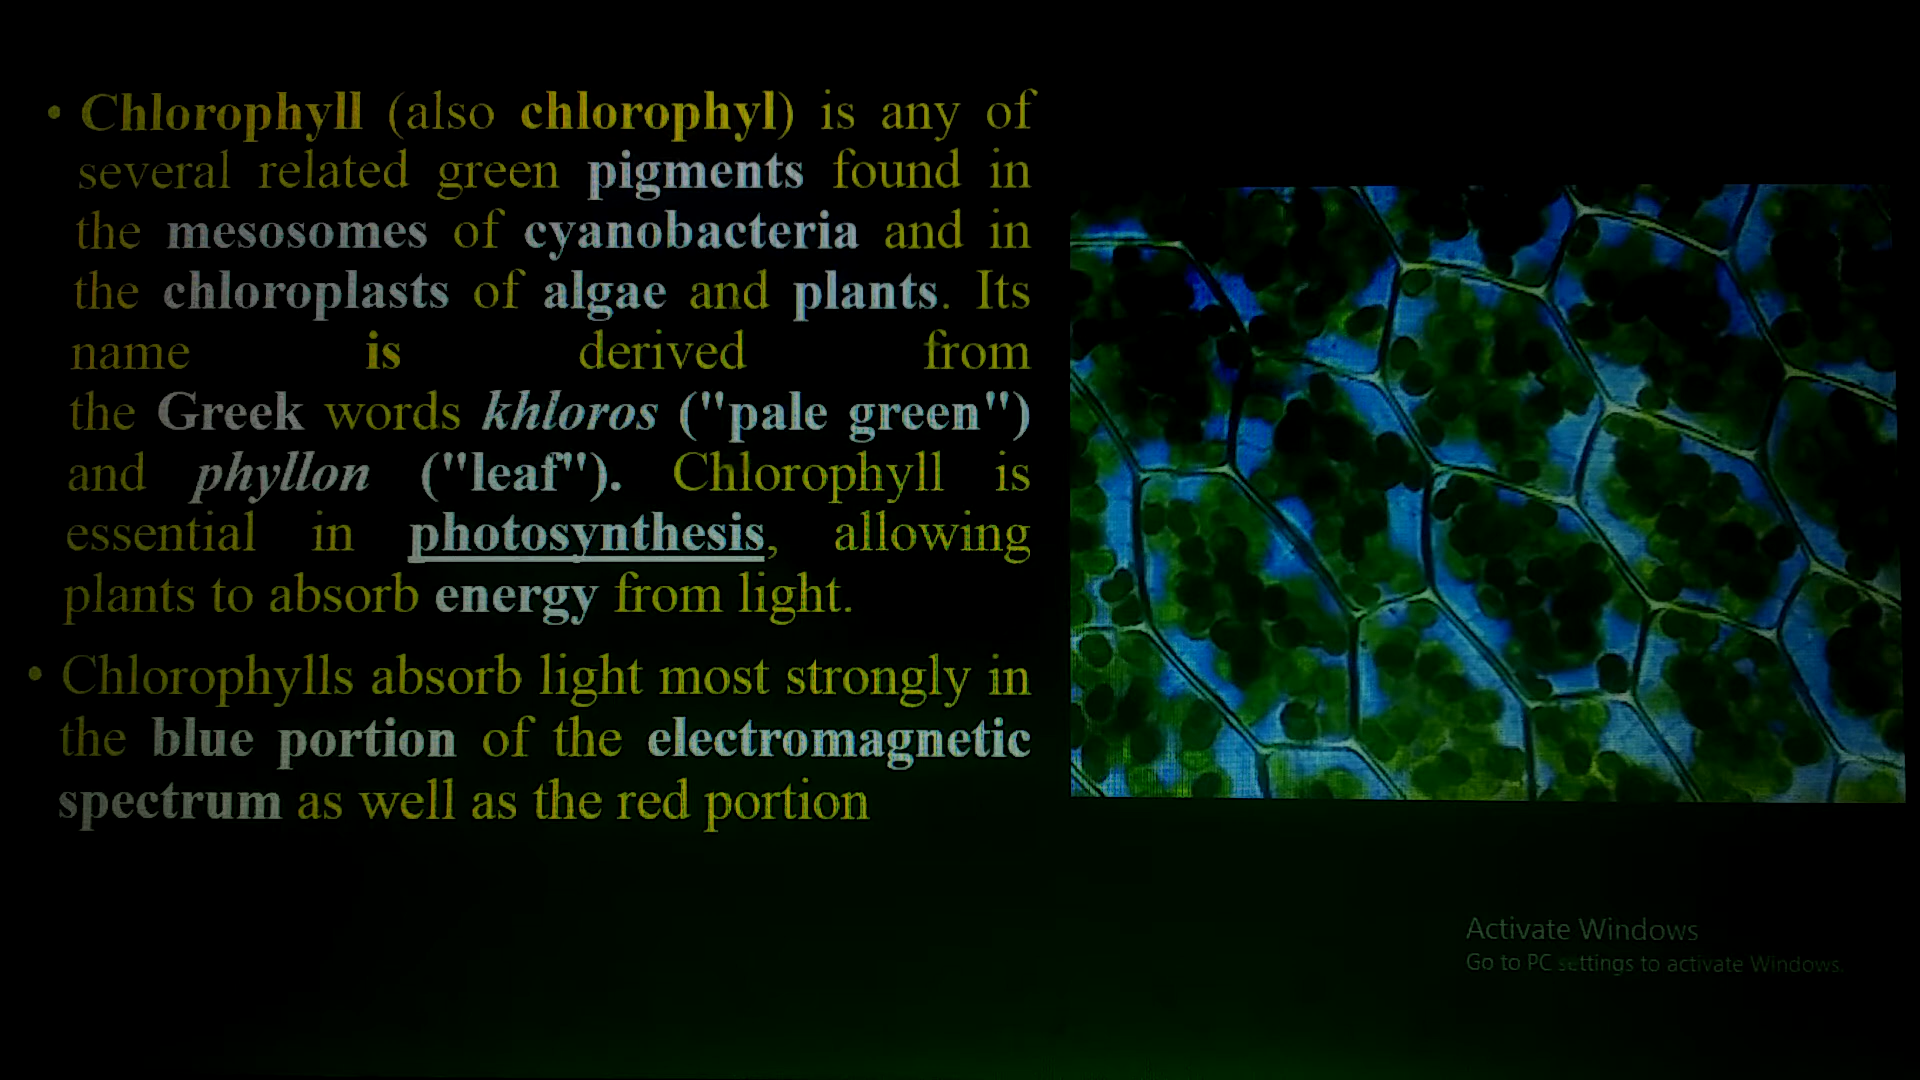 • Chlorophyll (also chlorophyl) is any of
several related green pigments found in
the mesosomes of cyanobacteria and in
the chloroplasts of algae and plants. Its
name is derived from
the Greek words khloros ("pale green")
and phyllon ("leaf"). Chlorophyll is
essential in photosynthesis, allowing
plants to absorb energy from light.
• Chlorophylls absorb light most strongly in
the blue portion of the electromagnetic
spectrum as well as the red portion
Activate Windows
Go to PC settings to activate Windows.